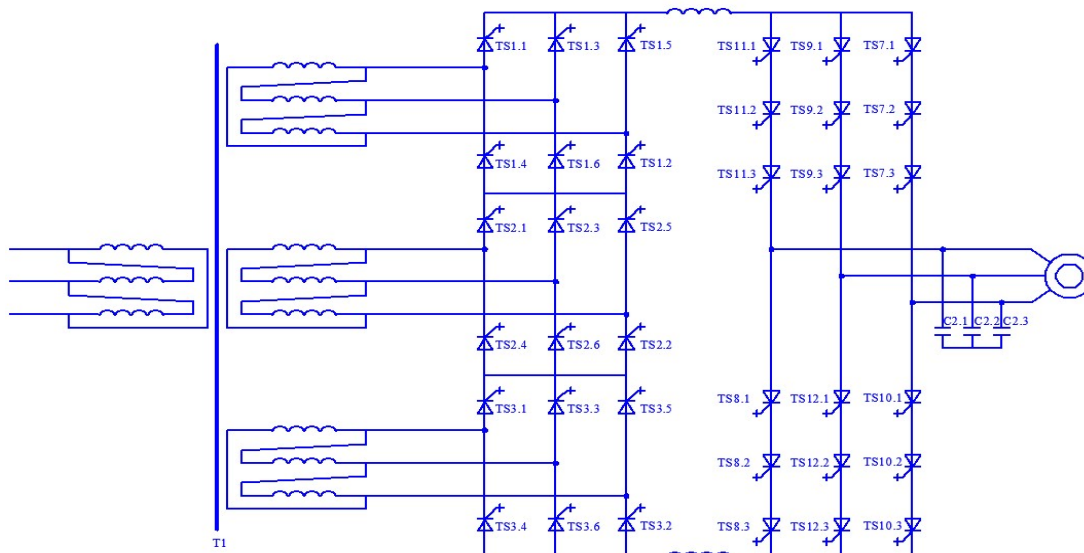 TS1.1 TS1.3 TS1.5 TS11.1 TS9.1 TS7.1
TS11.2 TS9.2 TS7.2
TS1.4 TS1.6 TS1.2 TS11.3 TS9.3 TS7.3
TS2.1 TS2.3 TS2.5
C2.1 C2.2 C2.3
TS2.4 TS2.6 TS2.2
TS3.1 TS3.3 TS3.5 TS8.1 TS12.1 TS10.1
TS8.2 TS12.2 TS10.2
TS3.4 TS3.6 TS3.2 TS8.3 TS12.3 TS10.3
T1